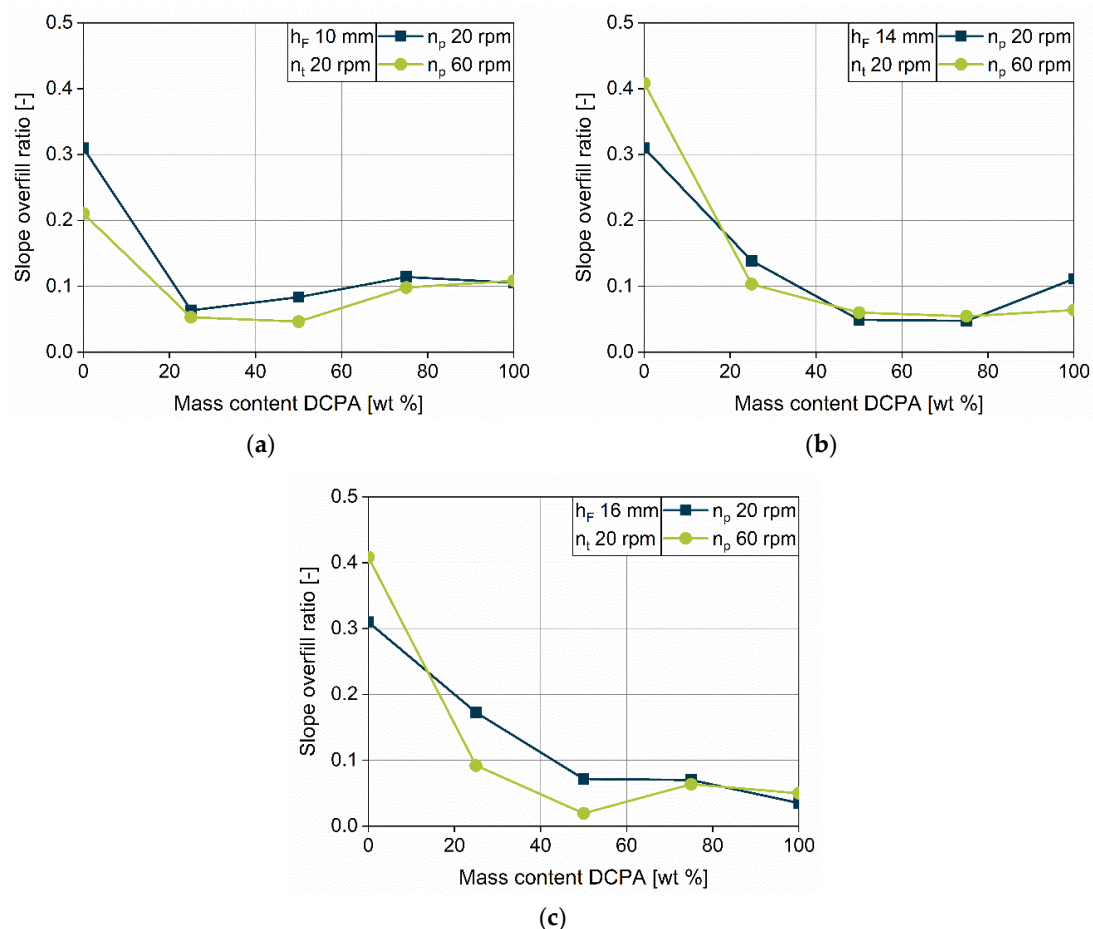 h_F 10 mm n_p 20 rpm
n_t 20 rpm n_p 60 rpm
Slope overfill ratio [-]
0.5
0.4
0.3
0.2
0.1
0.0
0 20 40 60 80 100
Mass content DCPA [wt %]
(a)
h_F 14 mm n_p 20 rpm
n_t 20 rpm n_p 60 rpm
Slope overfill ratio [-]
0.5
0.4
0.3
0.2
0.1
0.0
0 20 40 60 80 100
Mass content DCPA [wt %]
(b)
h_F 16 mm n_p 20 rpm
n_t 20 rpm n_p 60 rpm
Slope overfill ratio [-]
0.5
0.4
0.3
0.2
0.1
0.0
0 20 40 60 80 100
Mass content DCPA [wt %]
(c)